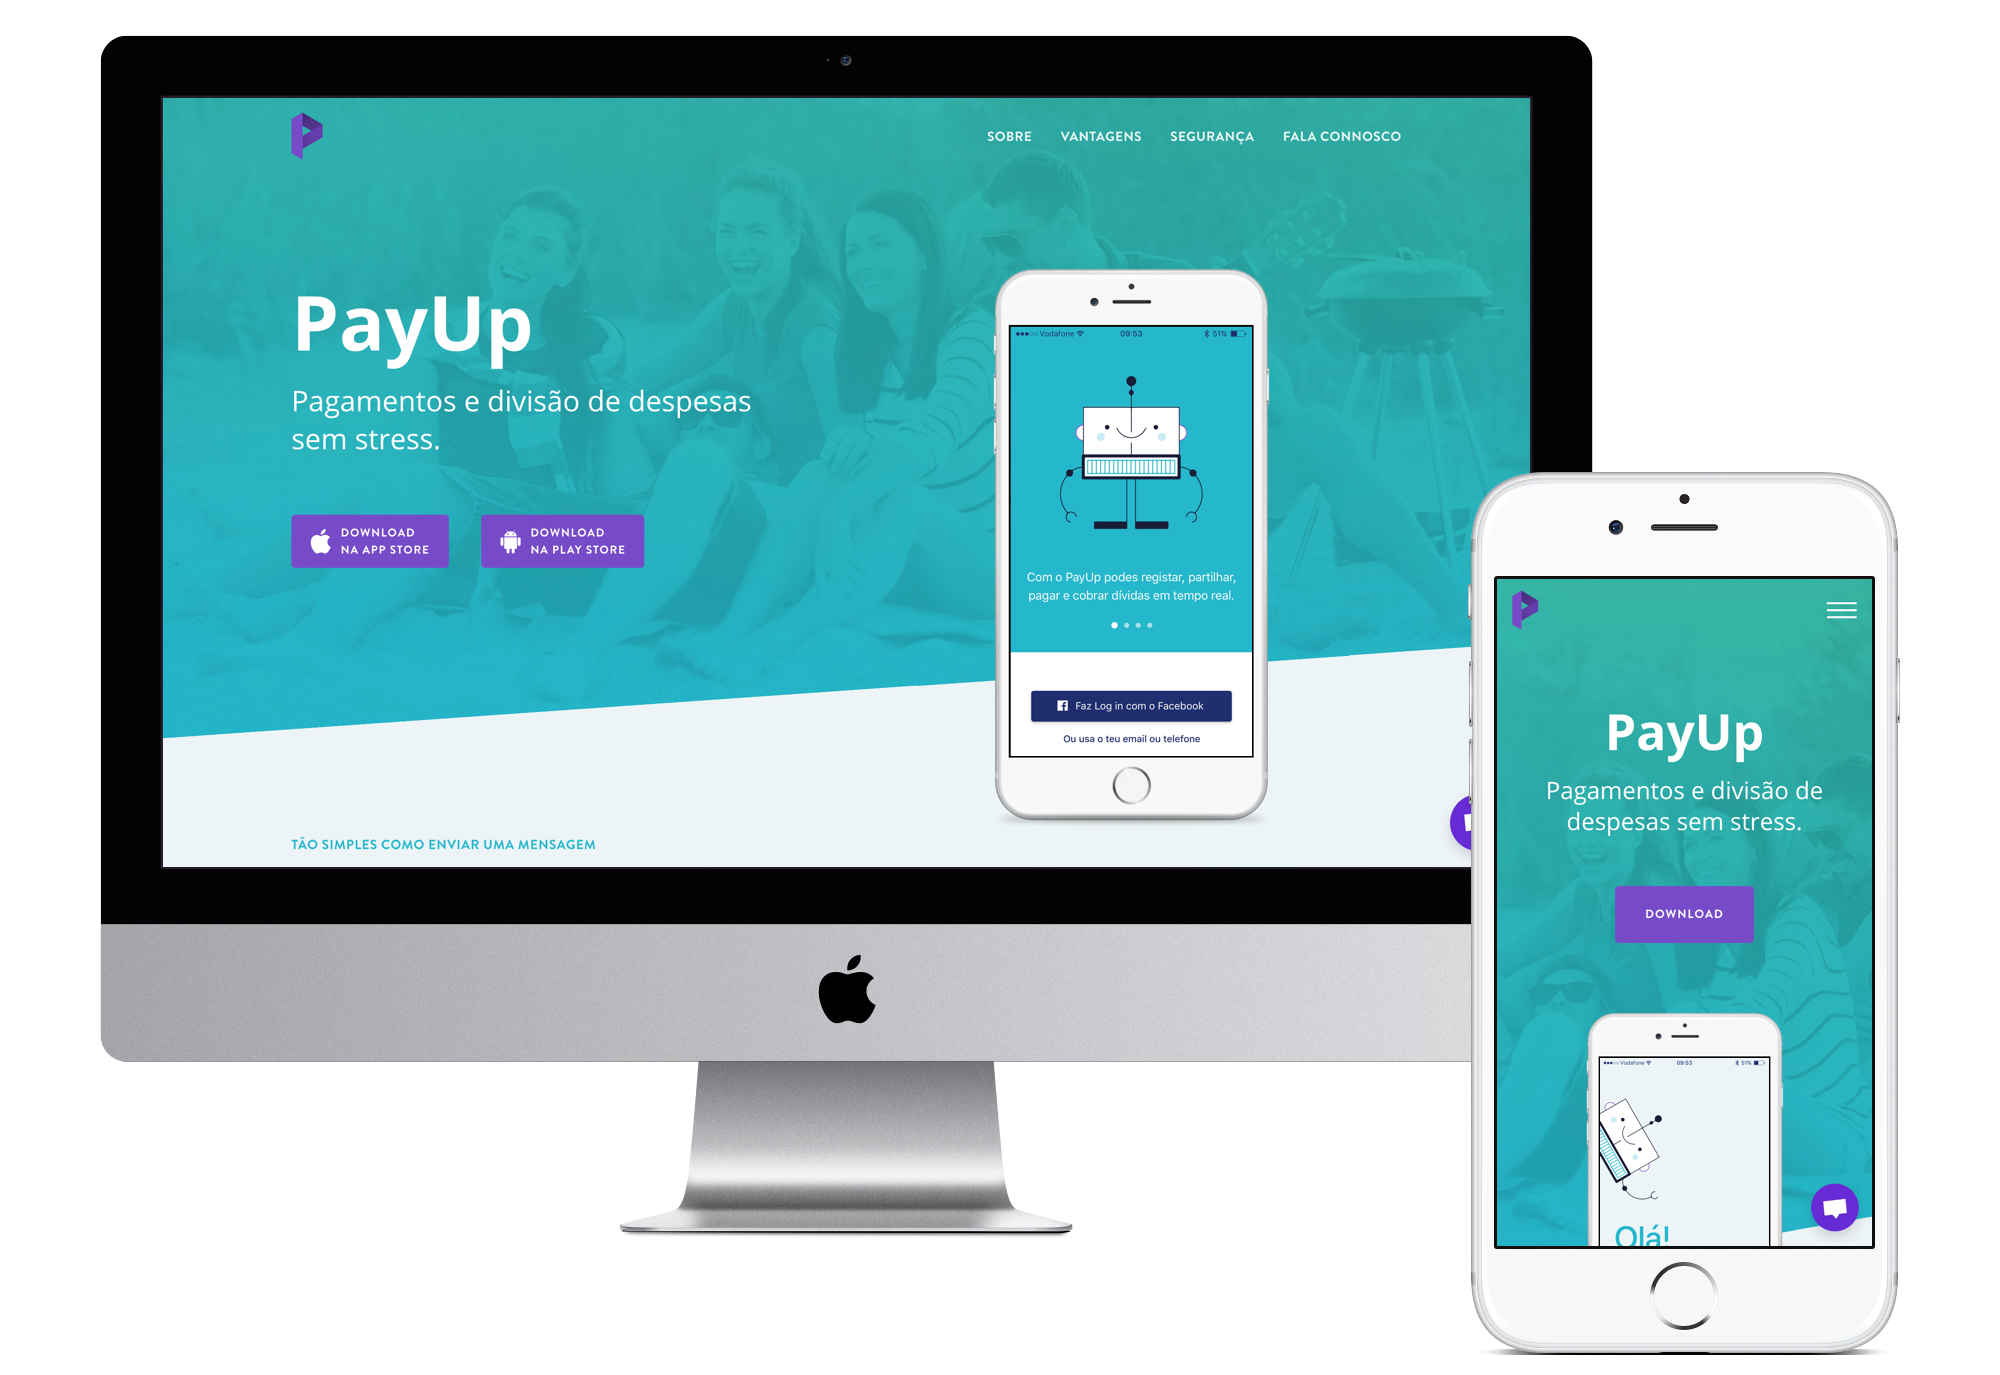 SOBRE VANTAGENS SEGURANÇA FALA CONNOSCO
PayUp
Pagamentos e divisão de despesas
sem stress.
DOWNLOAD
NA APP STORE
DOWNLOAD
NA PLAY STORE
Vodafone 09:53 51%
Com o PayUp podes registar, partilhar,
pagar e cobrar dívidas em tempo real.
Faz Log in com o Facebook
Ou usa o teu email ou telefone
TÃO SIMPLES COMO ENVIAR UMA MENSAGEM
PayUp
Pagamentos e divisão de
despesas sem stress.
DOWNLOAD
Vodafone 09:53 51%
Olá!